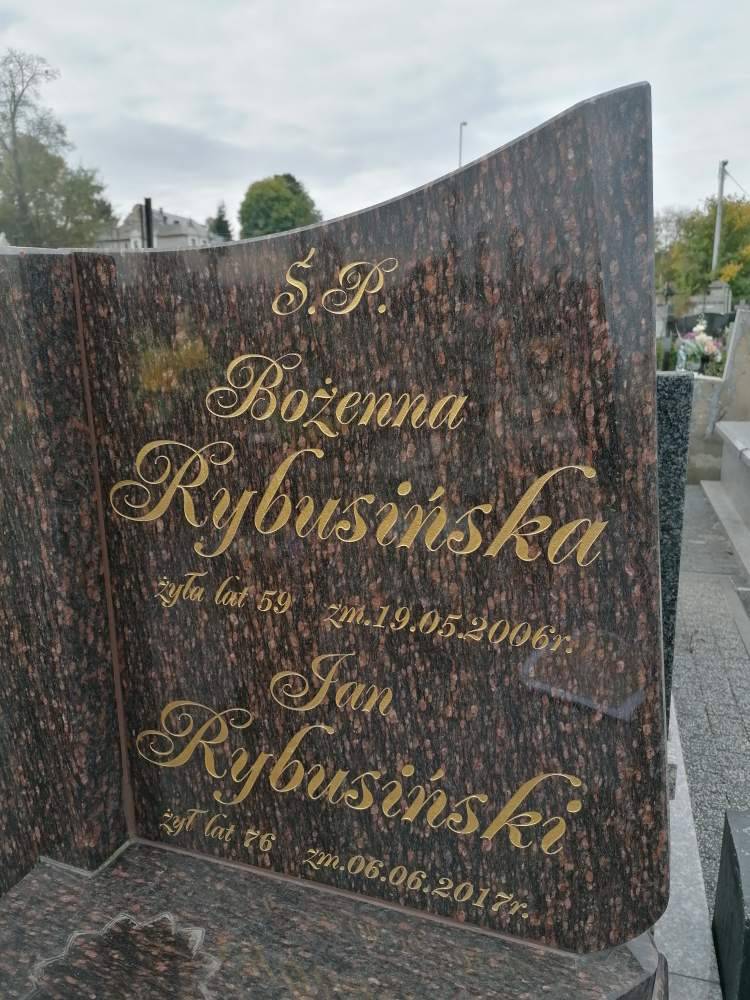 Ś.P.
Bożenna
Rybusińska
żyła lat 59 zm.19.05.2006r.
Jan
Rybusiński
żył lat 76 zm.06.06.2017r.